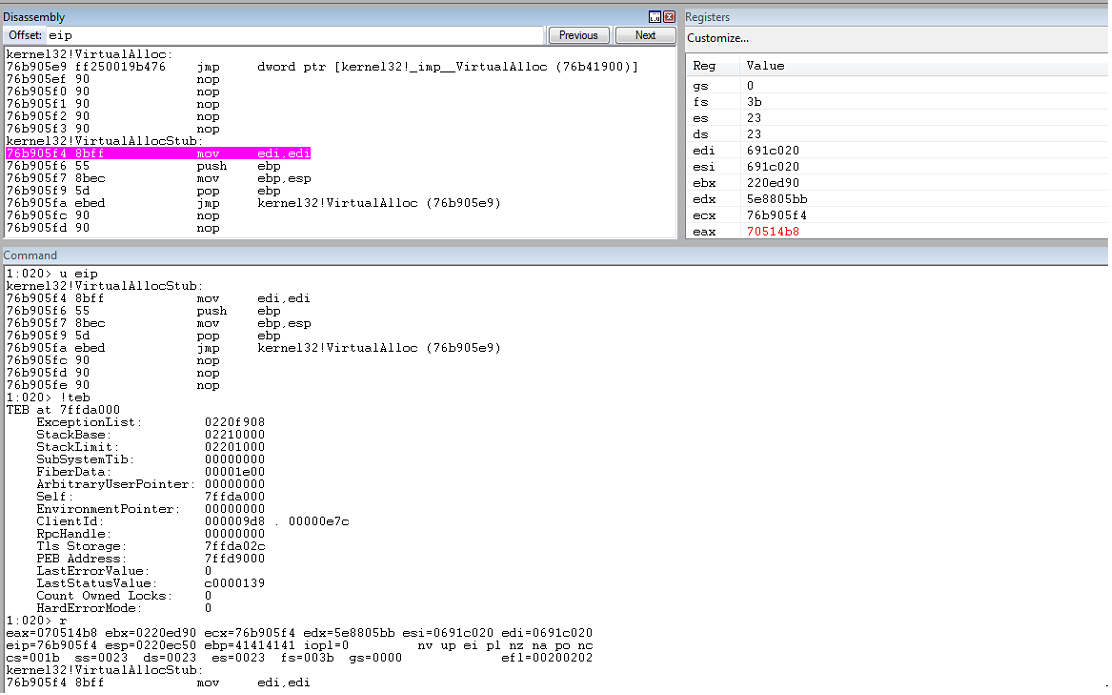 Disassembly
Offset: eip Previous Next
kernel32!VirtualAlloc:
76b905e9 ff250019b476 jmp dword ptr [kernel32!_imp__VirtualAlloc (76b41900)]
76b905ef 90 nop
76b905f0 90 nop
76b905f1 90 nop
76b905f2 90 nop
76b905f3 90 nop
kernel32!VirtualAllocStub:
76b905f4 8bff mov edi,edi
76b905f6 55 push ebp
76b905f7 8bec mov ebp,esp
76b905f9 5d pop ebp
76b905fa ebed jmp kernel32!VirtualAlloc (76b905e9)
76b905fc 90 nop
76b905fd 90 nop
Registers
Customize...
Reg Value
gs 0
fs 3b
es 23
ds 23
edi 691c020
esi 691c020
ebx 220ed90
edx 5e8805bb
ecx 76b905f4
eax 70514b8
Command
1:020> u eip
kernel32!VirtualAllocStub:
76b905f4 8bff mov edi,edi
76b905f6 55 push ebp
76b905f7 8bec mov ebp,esp
76b905f9 5d pop ebp
76b905fa ebed jmp kernel32!VirtualAlloc (76b905e9)
76b905fc 90 nop
76b905fd 90 nop
76b905fe 90 nop
1:020> !teb
TEB at 7ffda000
ExceptionList: 0220f908
StackBase: 02210000
StackLimit: 02201000
SubSystemTib: 00000000
FiberData: 00001e00
ArbitraryUserPointer: 00000000
Self: 7ffda000
EnvironmentPointer: 00000000
ClientId: 000009d8 . 00000e7c
RpcHandle: 00000000
Tls Storage: 7ffda02c
PEB Address: 7ffd9000
LastErrorValue: 0
LastStatusValue: c0000139
Count Owned Locks: 0
HardErrorMode: 0
1:020> r
eax=070514b8 ebx=0220ed90 ecx=76b905f4 edx=5e8805bb esi=0691c020 edi=0691c020
eip=76b905f4 esp=0220ec50 ebp=41414141 iopl=0 nv up ei pl nz na po nc
cs=001b ss=0023 ds=0023 es=0023 fs=003b gs=0000 efl=00200202
kernel32!VirtualAllocStub:
76b905f4 8bff mov edi,edi